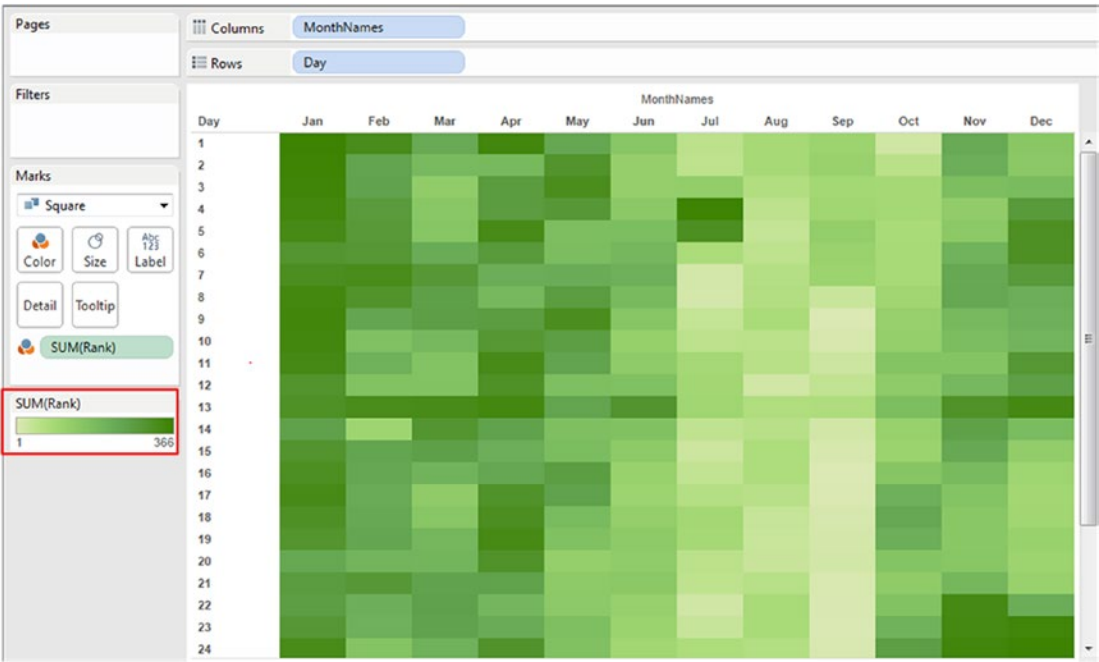 Pages
Columns MonthNames
Rows Day
Filters
MonthNames
Day Jan Feb Mar Apr May Jun Jul Aug Sep Oct Nov Dec
1
2
Marks
3
Square
4
5
Abc
123
Color Size Label
6
7
8
Detail Tooltip
9
10
SUM(Rank)
11
12
SUM(Rank)
13
14
1 366
15
16
17
18
19
20
21
22
23
24